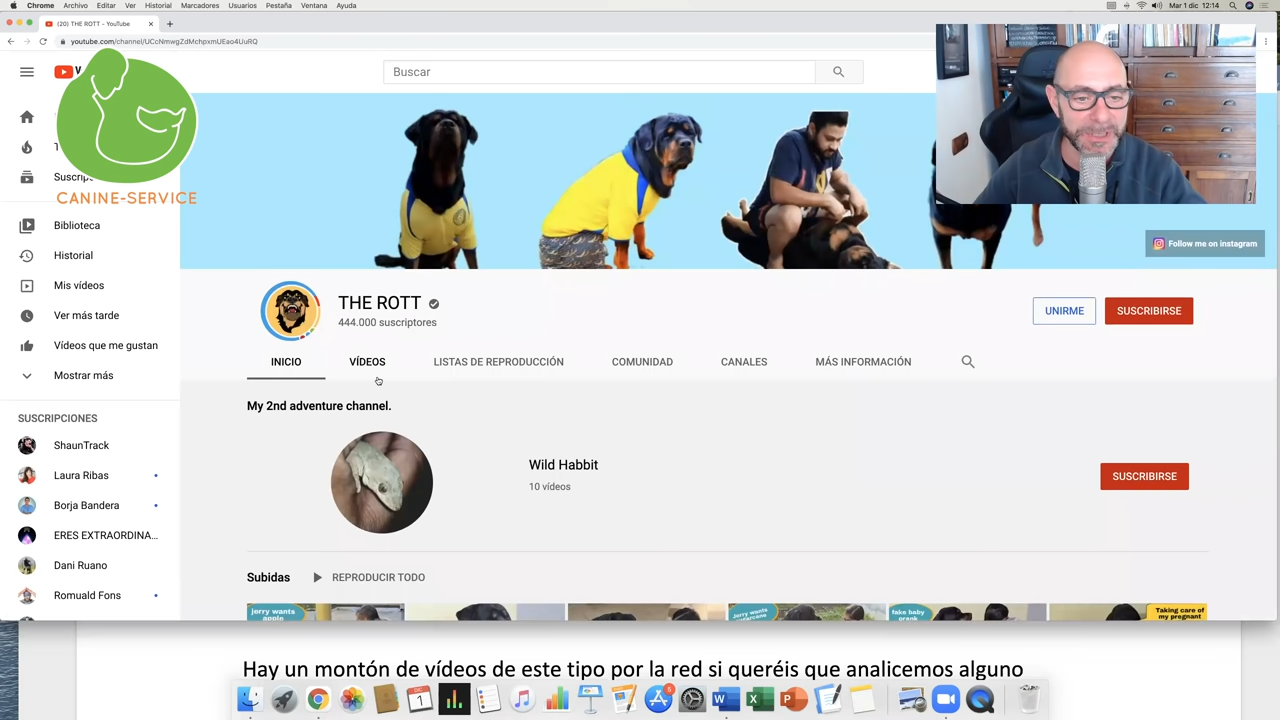 Chrome Archivo Editar Ver Historial Marcadores Usuarios Pestaña Ventana Ayuda
Mar 1 dic 12:14
(20) THE ROTT - YouTube
youtube.com/channel/UCcNmwgZdMchpxmUEao4UuRQ
Buscar
CANINE-SERVICE
Biblioteca
Historial
Mis vídeos
Ver más tarde
Vídeos que me gustan
Mostrar más
SUSCRIPCIONES
ShaunTrack
Laura Ribas
Borja Bandera
ERES EXTRAORDINA...
Dani Ruano
Romuald Fons
Follow me on instagram
THE ROTT
444.000 suscriptores
UNIRME
SUSCRIBIRSE
INICIO
VÍDEOS
LISTAS DE REPRODUCCIÓN
COMUNIDAD
CANALES
MÁS INFORMACIÓN
My 2nd adventure channel.
Wild Habbit
10 vídeos
SUSCRIBIRSE
Subidas
REPRODUCIR TODO
jerry wants
apple
jerry wants
fake baby
prank
Taking care of
my pregnant
Hay un montón de vídeos de este tipo por la red si queréis que analicemos alguno